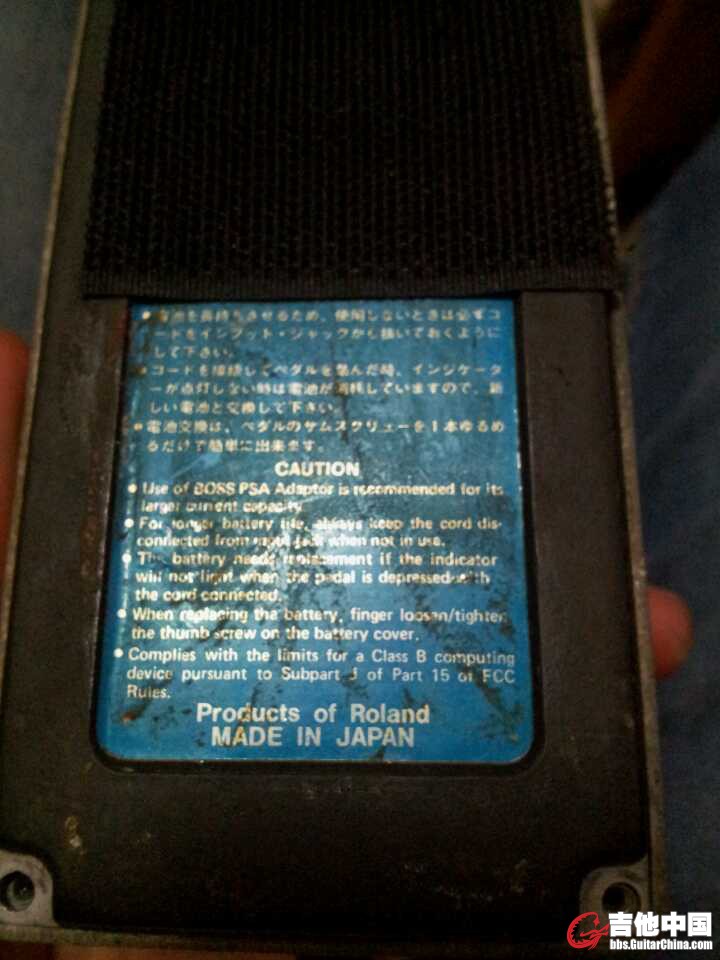 ● 電池を長持ちさせるため、使用しないときは必ずコ
ードをインプット・ジャックから抜いておくように
して下さい。
● コードを接続してペダルを踏んだ時、インジケータ
ーが点灯しない時は電池が消耗していますので、新
しい電池と交換して下さい。
● 電池交換は、ペダルのサムスクリューを1本ゆるめ
るだけで簡単に出来ます。
CAUTION
● Use of BOSS PSA Adaptor is recommended for its
larger current capacity.
● For longer battery life, always keep the cord dis-
connected from input jack when not in use.
● The battery needs replacement if the indicator
will not light when the pedal is depressed with
the cord connected.
● When replacing the battery, finger loosen/tighten
the thumb screw on the battery cover.
● Complies with the limits for a Class B computing
device pursuant to Subpart J of Part 15 of FCC
Rules.
Products of Roland
MADE IN JAPAN
吉他中国
bbs.GuitarChina.com